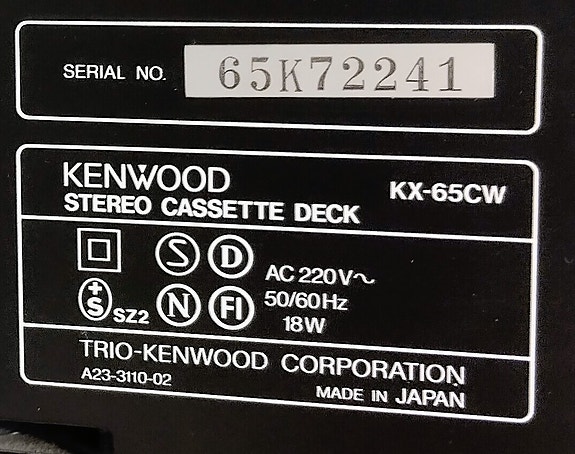 SERIAL NO. 65K72241
KENWOOD
STEREO CASSETTE DECK KX-65CW
S D AC 220V~
+S SZ2 N FI 50/60Hz
18W
TRIO-KENWOOD CORPORATION
A23-3110-02 MADE IN JAPAN